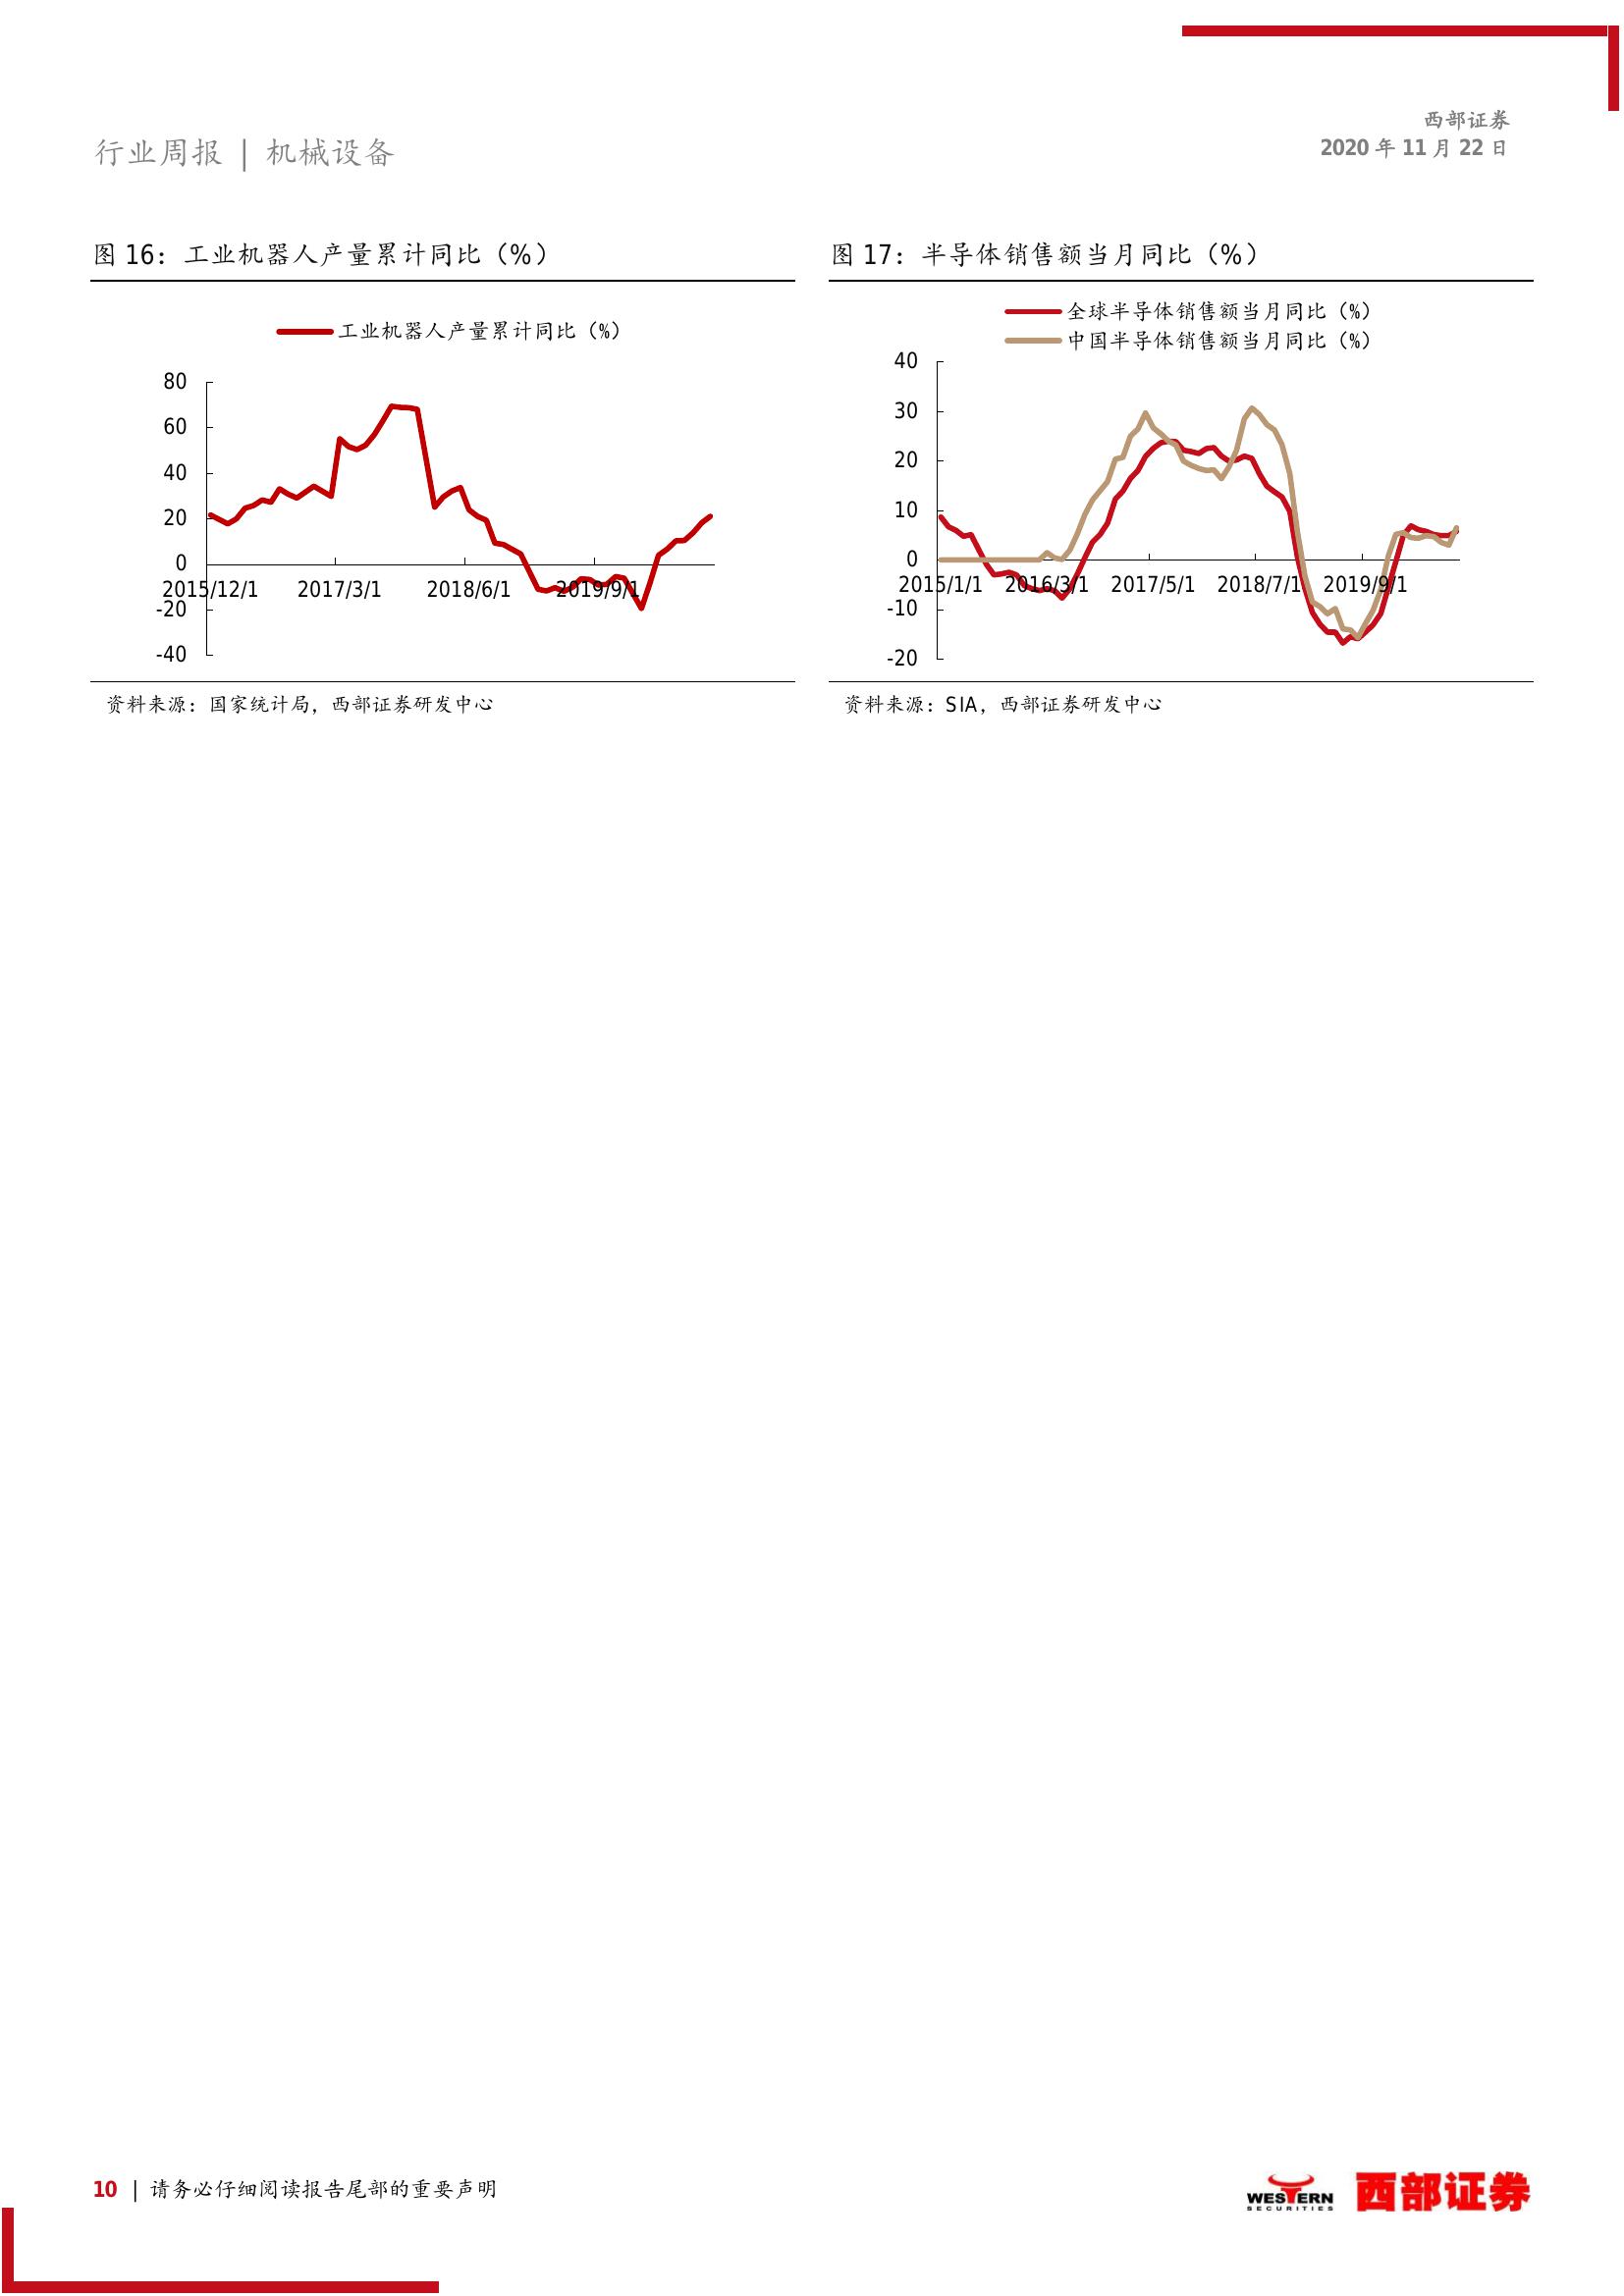 西部证券
2020 年 11 月 22 日
行业周报 | 机械设备
图 16：工业机器人产量累计同比（%）
工业机器人产量累计同比（%）
80
60
40
20
0
-20
-40
2015/12/1 2017/3/1 2018/6/1 2019/9/1
资料来源：国家统计局，西部证券研发中心
图 17：半导体销售额当月同比（%）
全球半导体销售额当月同比（%）
中国半导体销售额当月同比（%）
40
30
20
10
0
-10
-20
2015/1/1 2016/3/1 2017/5/1 2018/7/1 2019/9/1
资料来源：SIA，西部证券研发中心
10 | 请务必仔细阅读报告尾部的重要声明
WESTERN
SECURITIES
西部证券